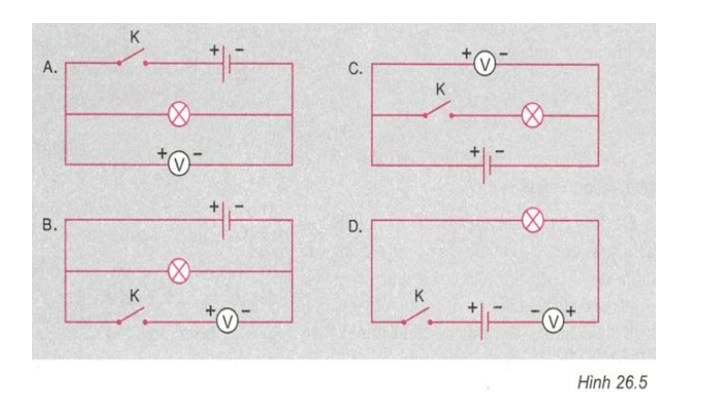 A.
K
+ -
+ V -
C.
+ V -
K
+ -
B.
+ -
K
+ V -
D.
K
+ - - V +
Hình 26.5